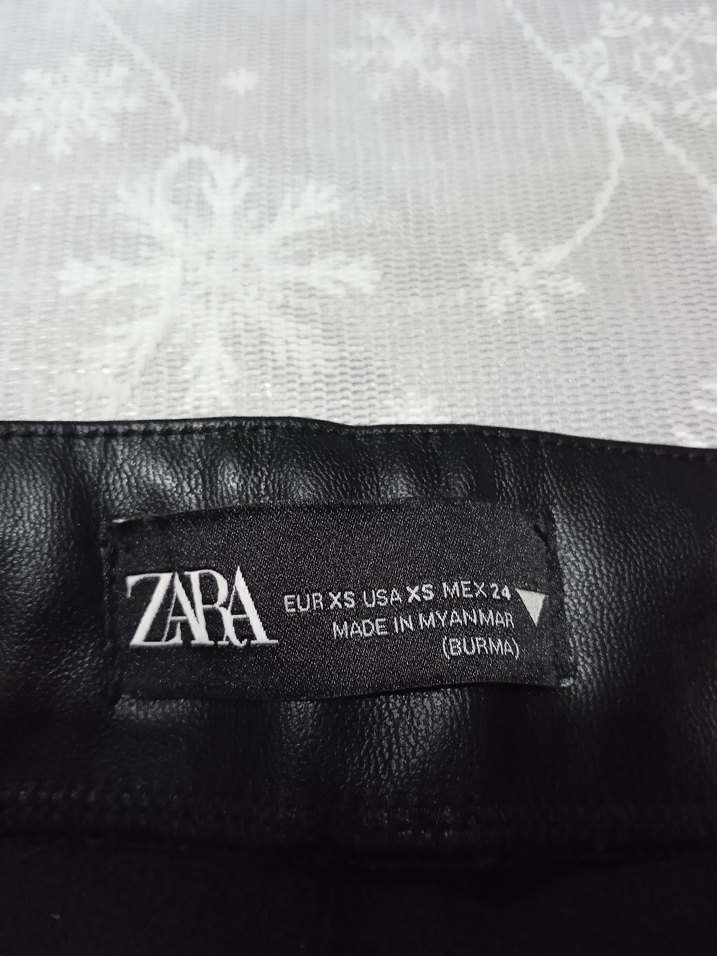 ZARA
EUR XS USA XS MEX 24
MADE IN MYANMAR
(BURMA)